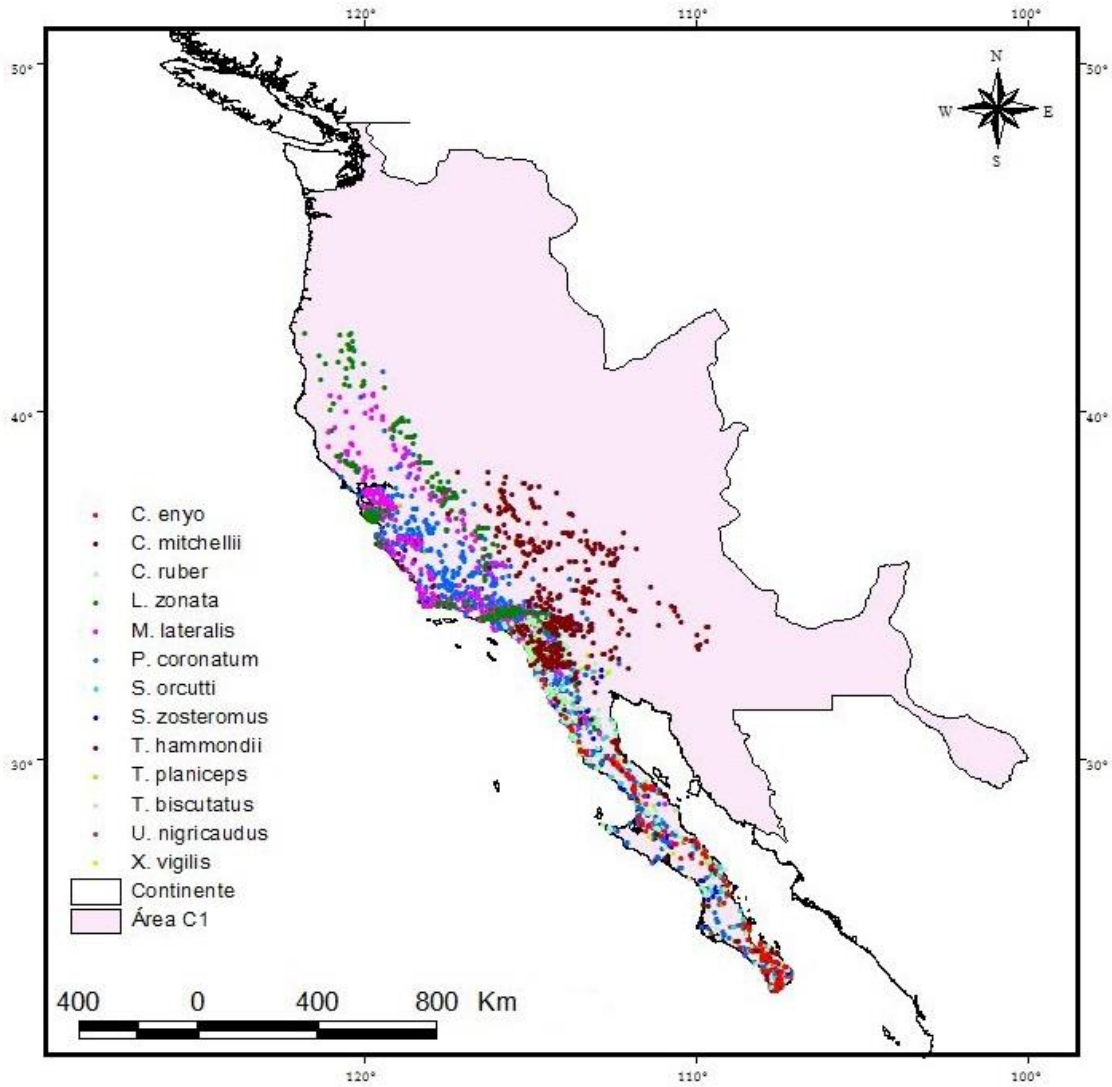 120° 110° 100°
50° 50°
N
W E
S
40° 40°
C. enyo
C. mitchellii
C. ruber
L. zonata
M. lateralis
P. coronatum
S. orcutti
S. zosteromus
T. hammondii
T. planiceps
T. biscutatus
U. nigricaudus
X. vigilis
Continente
Área C1
30° 30°
400 0 400 800 Km
120° 110° 100°